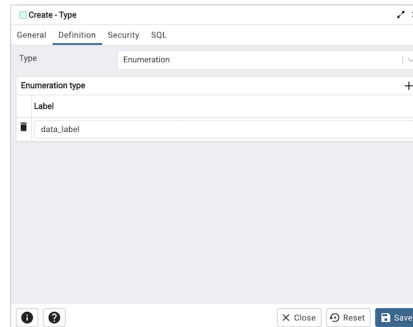 Create - Type
General Definition Security SQL
Type Enumeration
Enumeration type
Label
data_label
Close Reset Save